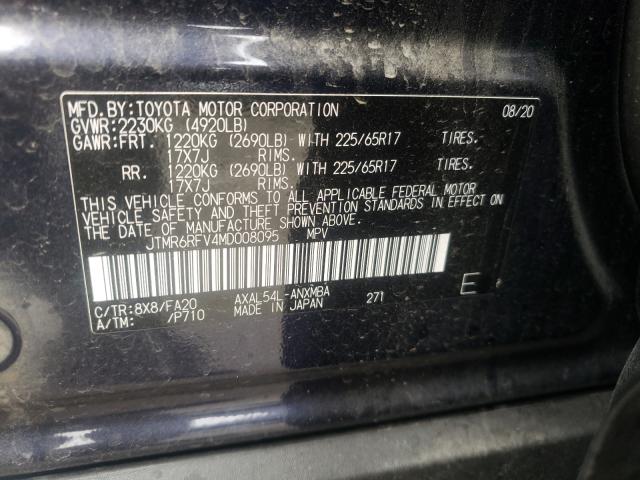 MFD.BY:TOYOTA MOTOR CORPORATION 08/20
GVWR:2230KG (4920LB)
GAWR:FRT. 1220KG (2690LB) WITH 225/65R17 TIRES.
17X7J RIMS.
RR. 1220KG (2690LB) WITH 225/65R17 TIRES.
17X7J RIMS.
THIS VEHICLE CONFORMS TO ALL APPLICABLE FEDERAL MOTOR
VEHICLE SAFETY AND THEFT PREVENTION STANDARDS IN EFFECT ON
THE DATE OF MANUFACTURE SHOWN ABOVE.
JTMR6RFV4MD008095 MPV
C/TR:8X8/FA20 AXAL54L-ANXMBA 271 E
A/TM: /P710 MADE IN JAPAN